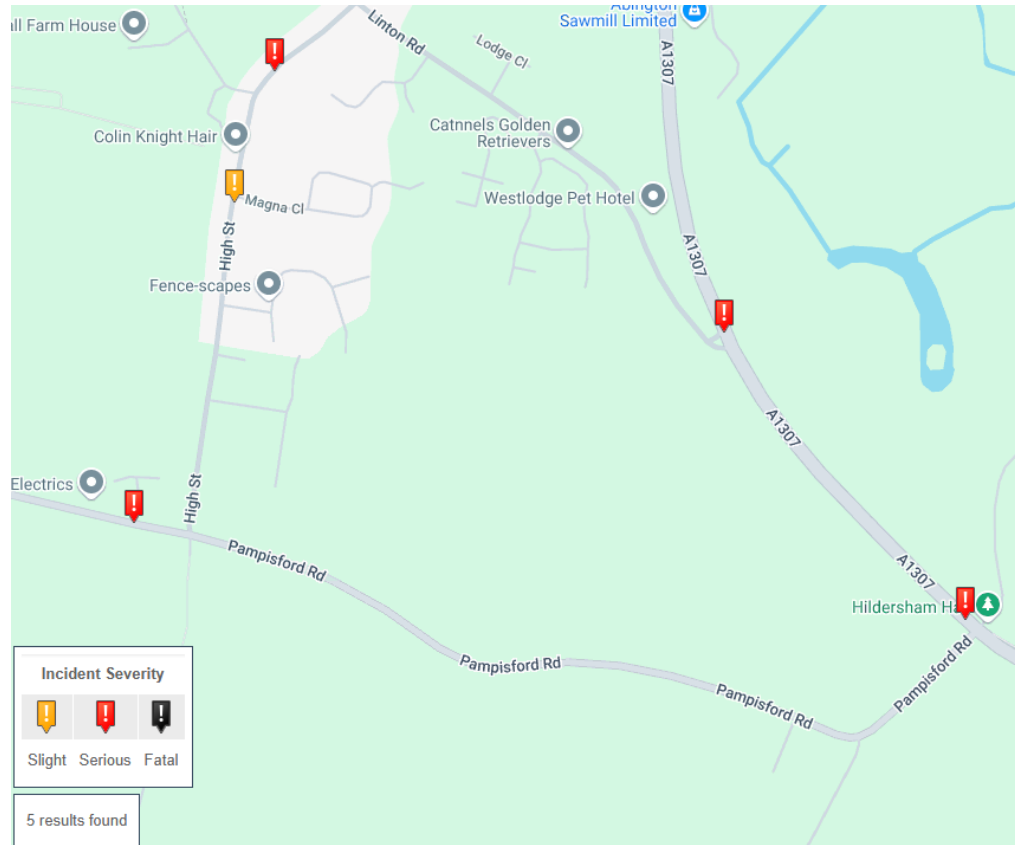 Abington
Sawmill Limited
all Farm House
Linton Rd
Lodge Cl
A1307
Colin Knight Hair
Catnnels Golden
Retrievers
Magna Cl
Westlodge Pet Hotel
High St
A1307
Fence-scapes
A1307
Electrics
High St
Pampisford Rd
A1307
Hildersham Ha
Pampisford Rd
Pampisford Rd
Pampisford Rd
Incident Severity
Slight Serious Fatal
5 results found